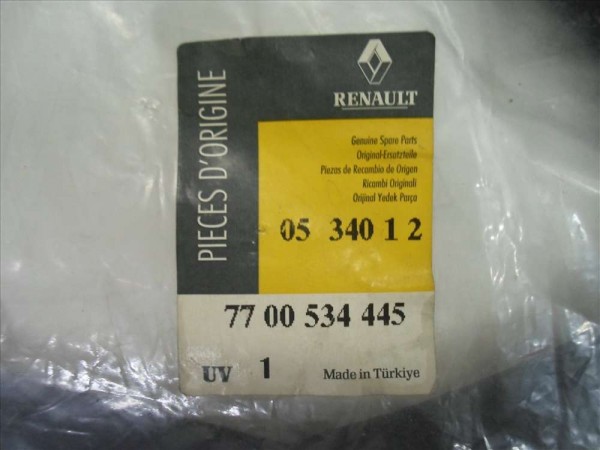 PIECES D'ORIGINE
RENAULT
Genuine Spare Parts
Original-Ersatzteile
Piezas de Recambio de Origen
Ricambi Originali
Orijinal Yedek Parça
05 340 1 2
77 00 534 445
UV 1 Made in Türkiye